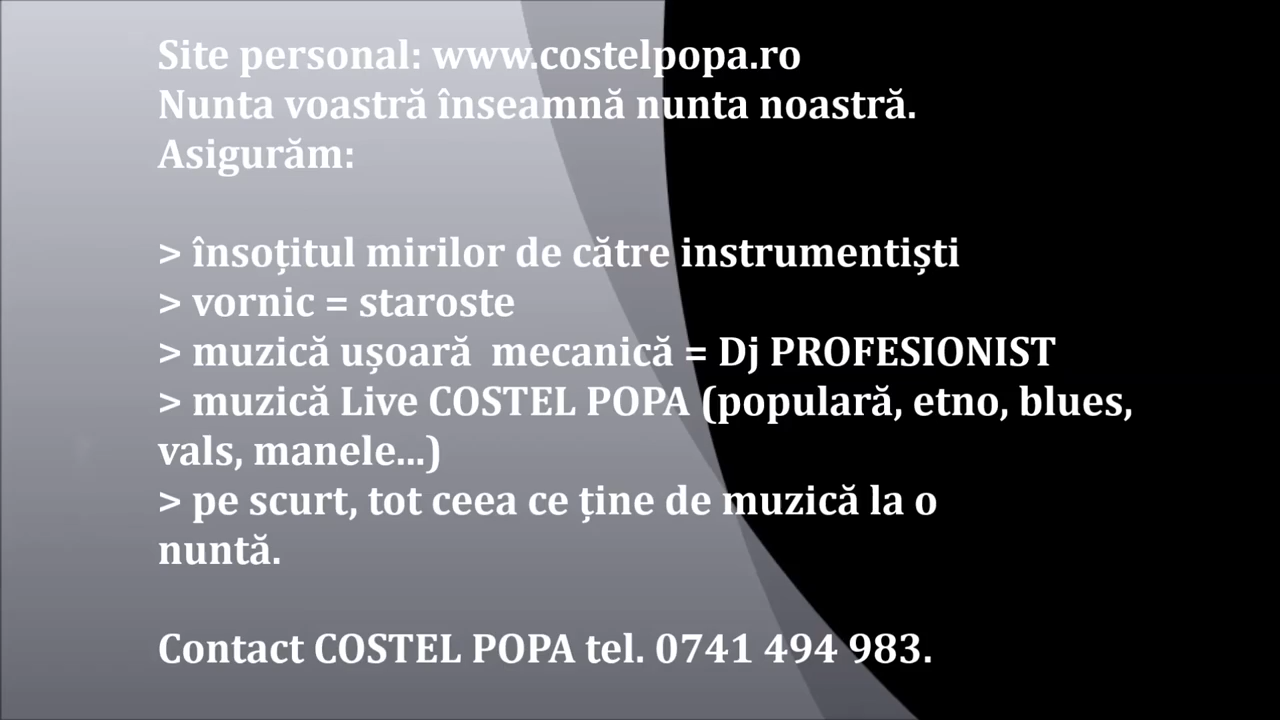 Site personal: www.costelpopa.ro
Nunta voastră înseamnă nunta noastră.
Asigurăm:
> însoțitul mirilor de către instrumentiști
> vornic = staroste
> muzică ușoară  mecanică = Dj PROFESIONIST
> muzică Live COSTEL POPA (populară, etno, blues,
vals, manele...)
> pe scurt, tot ceea ce ține de muzică la o
nuntă.
Contact COSTEL POPA tel. 0741 494 983.